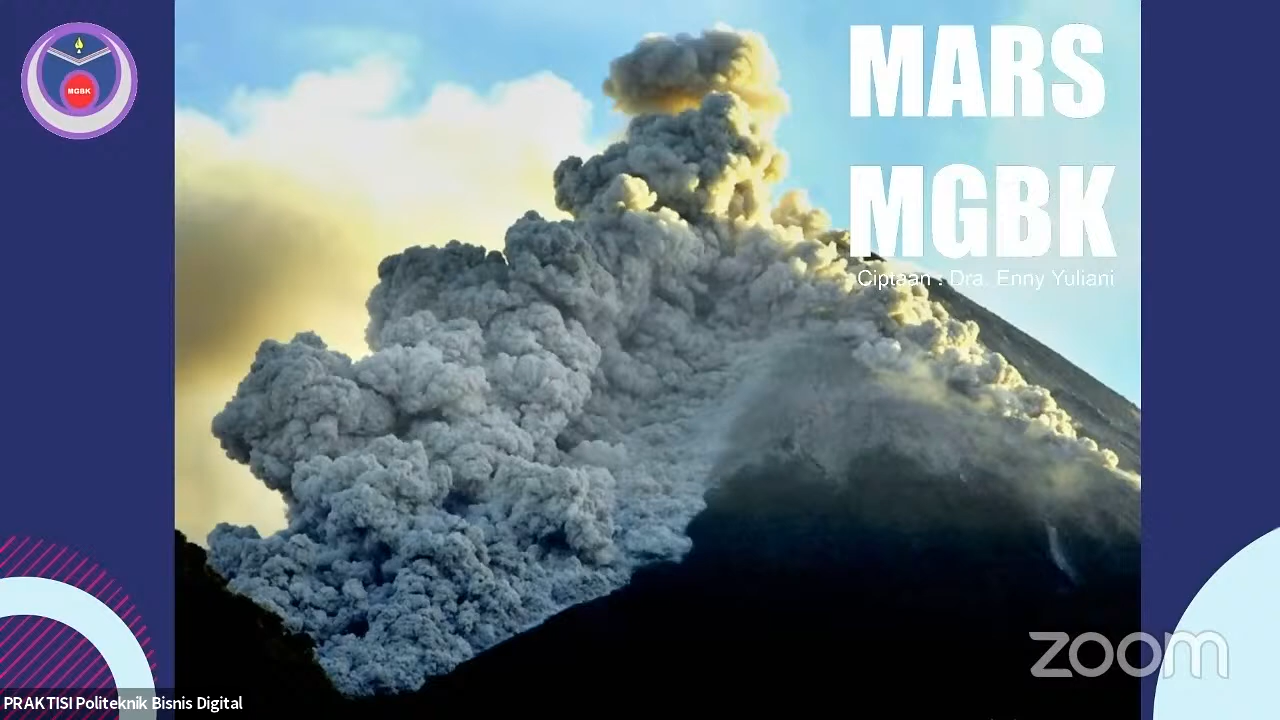 MGBK
MARS
MGBK
Ciptaan : Dra. Enny Yuliani
zoom
PRAKTISI Politeknik Bisnis Digital